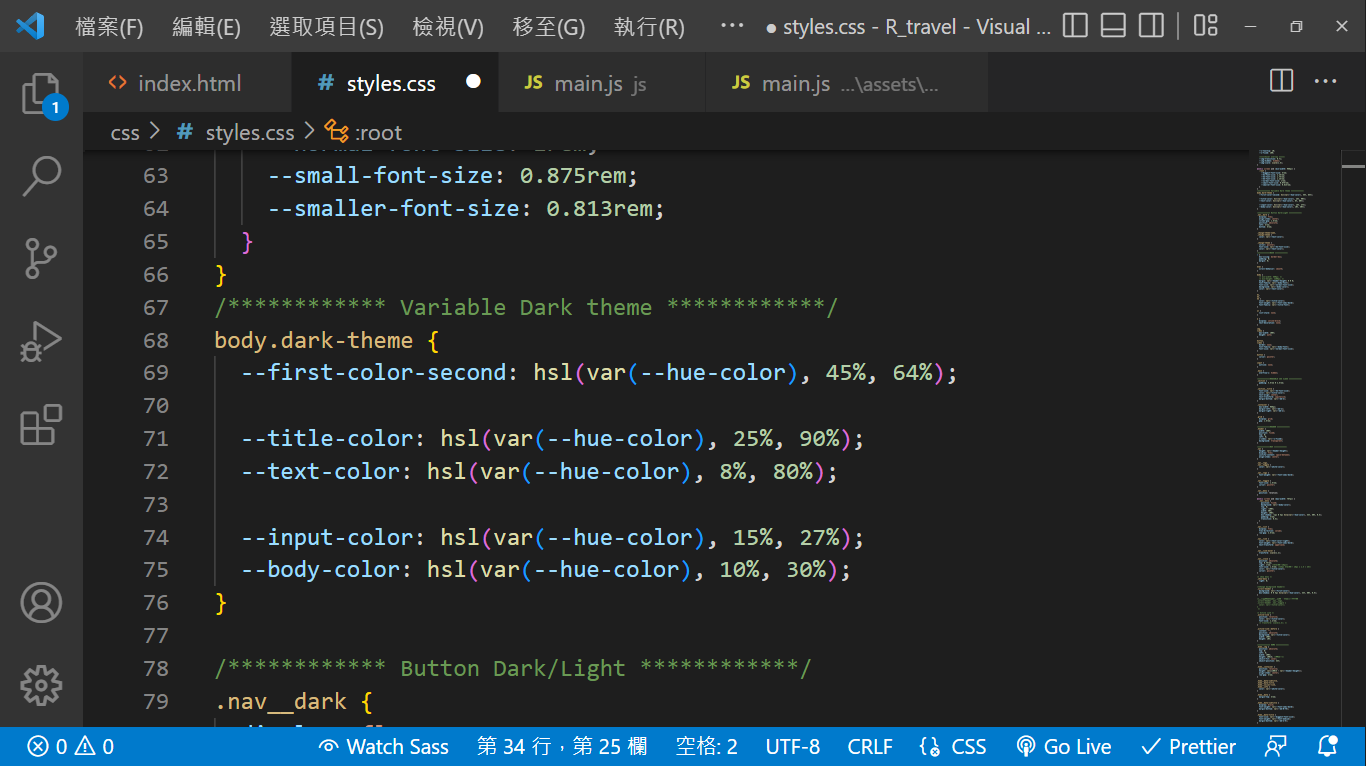 檔案(F) 編輯(E) 選取項目(S) 檢視(V) 移至(G) 執行(R) ··· ● styles.css - R_travel - Visual ...
<> index.html # styles.css ● JS main.js js JS main.js ...\assets\...
1
css > # styles.css > :root
63 --small-font-size: 0.875rem;
64 --smaller-font-size: 0.813rem;
65 }
66 }
67 /************ Variable Dark theme ************/
68 body.dark-theme {
69 --first-color-second: hsl(var(--hue-color), 45%, 64%);
70
71 --title-color: hsl(var(--hue-color), 25%, 90%);
72 --text-color: hsl(var(--hue-color), 8%, 80%);
73
74 --input-color: hsl(var(--hue-color), 15%, 27%);
75 --body-color: hsl(var(--hue-color), 10%, 30%);
76 }
77
78 /************ Button Dark/Light ************/
79 .nav__dark {
0 0 Watch Sass 第 34 行，第 25 欄 空格: 2 UTF-8 CRLF CSS Go Live Prettier